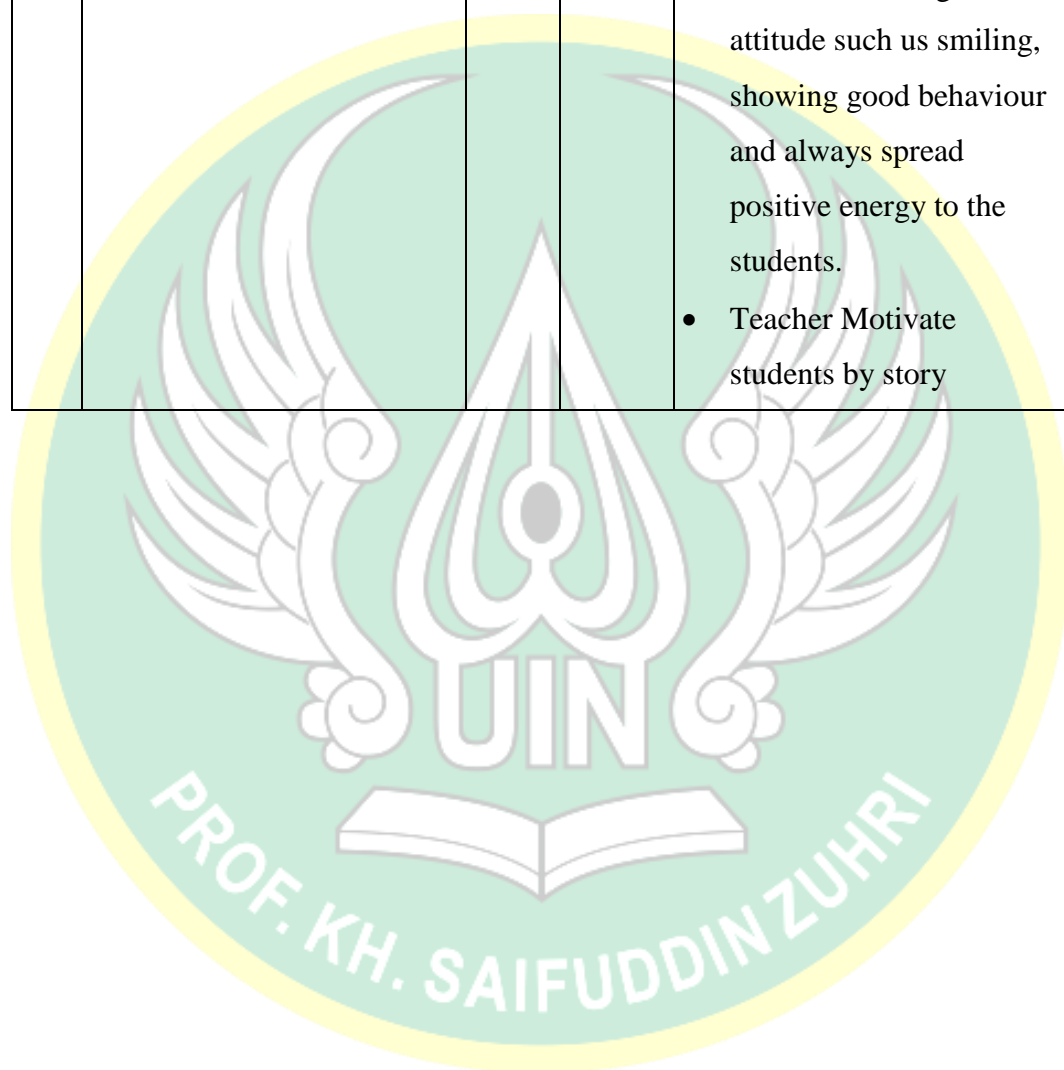 attitude such us smiling,
showing good behaviour
and always spread
positive energy to the
students.
• Teacher Motivate
students by story
UIN
PROF. KH. SAIFUDDIN ZUHRI